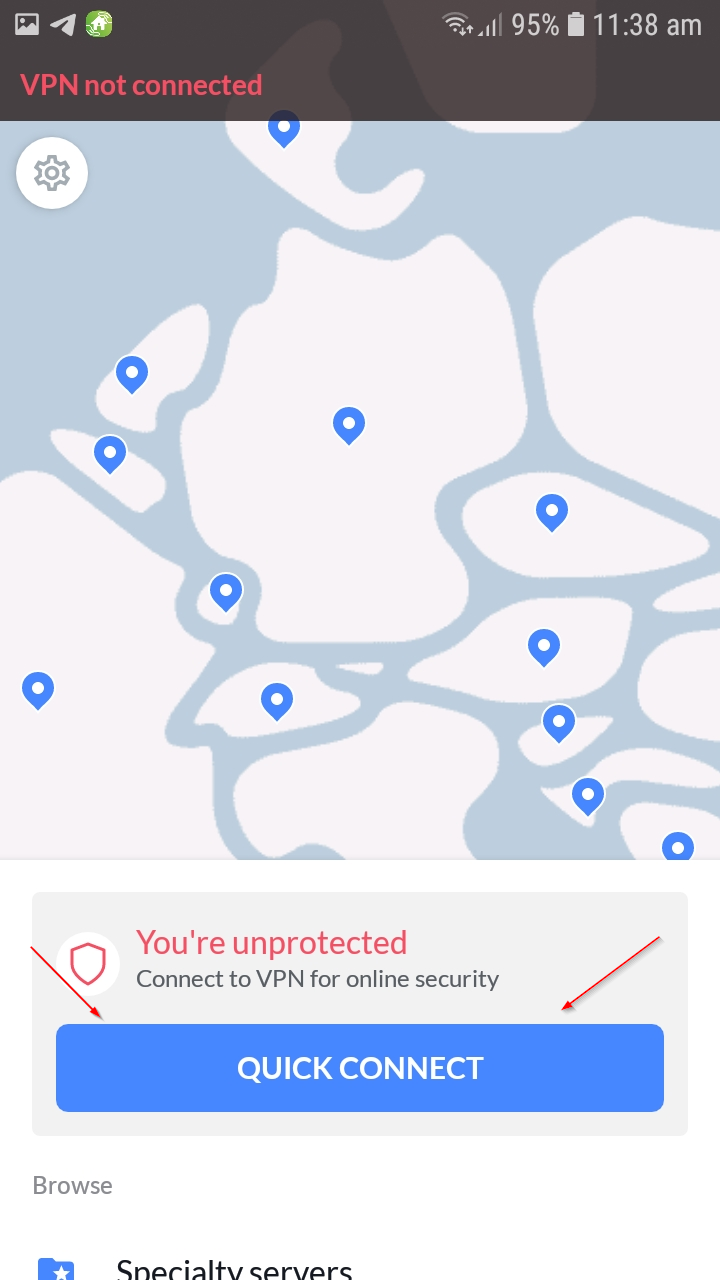 95% 11:38 am
VPN not connected
You're unprotected
Connect to VPN for online security
QUICK CONNECT
Browse
Specialty servers